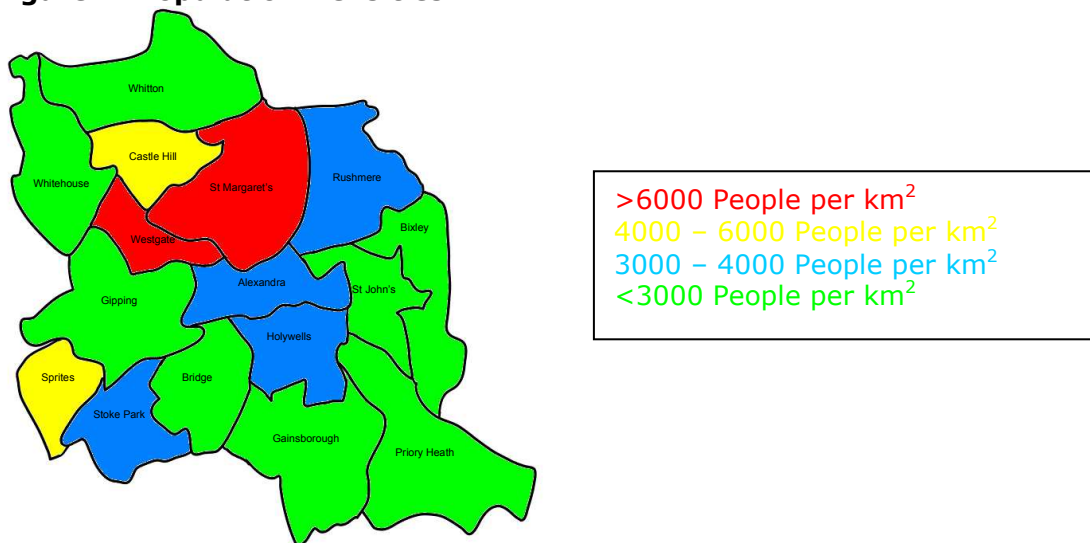 Whitton
Castle Hill
Whitehouse
St Margaret's
Rushmere
Westgate
Bixley
Alexandra
St John's
Gipping
Holywells
Sprites
Bridge
Stoke Park
Gainsborough
Priory Heath
>6000 People per km²
4000 – 6000 People per km²
3000 – 4000 People per km²
<3000 People per km²